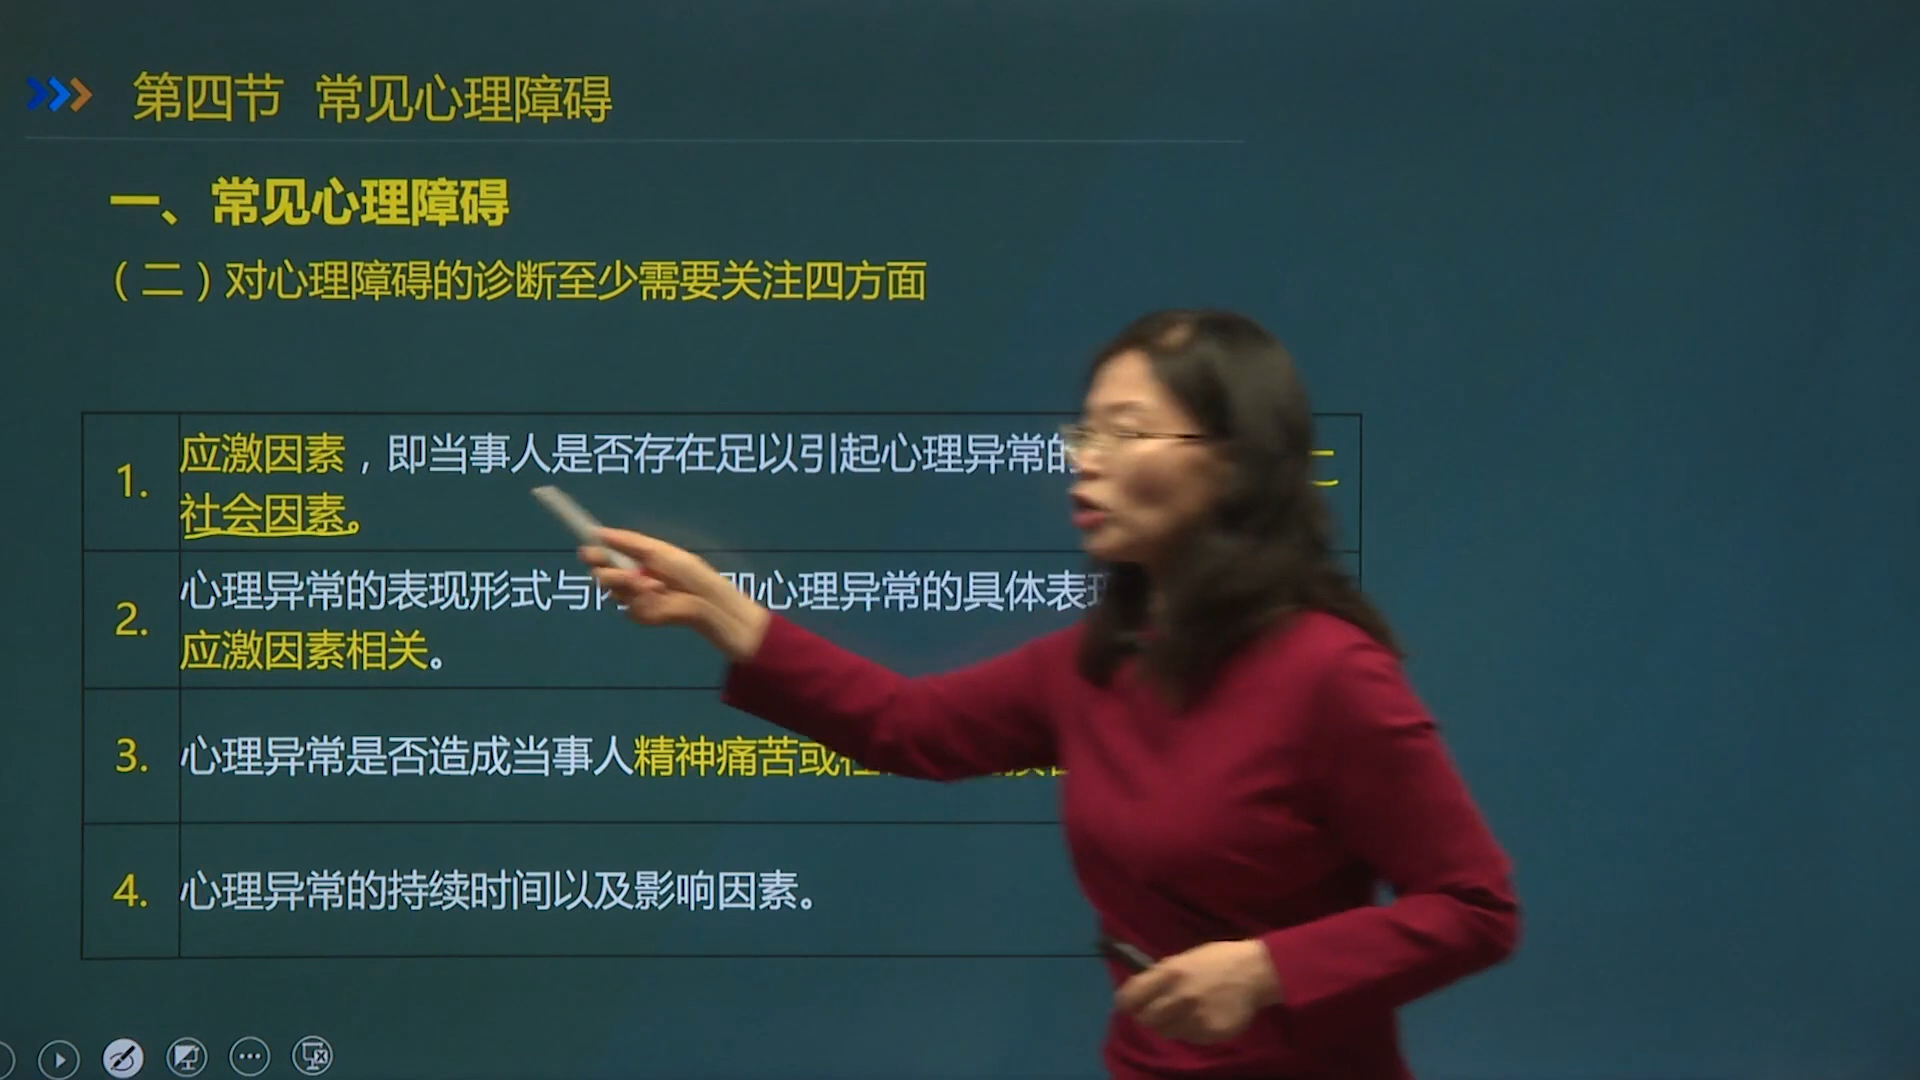 第四节 常见心理障碍
一、常见心理障碍
（二）对心理障碍的诊断至少需要关注四方面
1. 应激因素，即当事人是否存在足以引起心理异常的
社会因素。
2. 心理异常的表现形式与 即心理异常的具体表现
应激因素相关。
3. 心理异常是否造成当事人精神痛苦或社
4. 心理异常的持续时间以及影响因素。